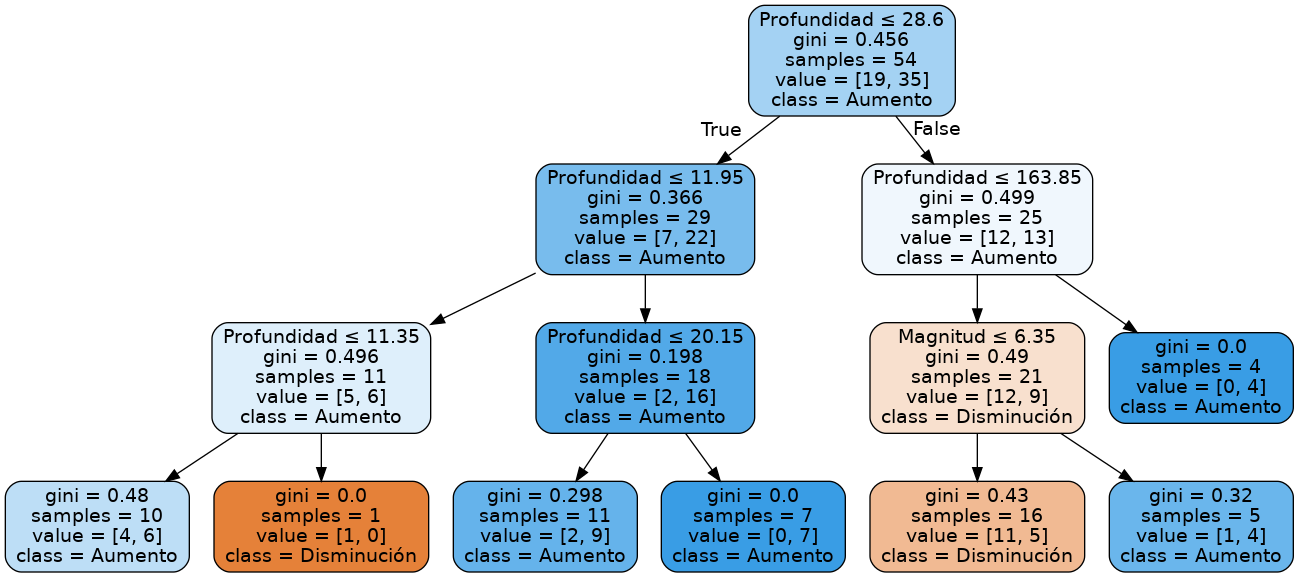 Profundidad ≤ 28.6
gini = 0.456
samples = 54
value = [19, 35]
class = Aumento
True
False
Profundidad ≤ 11.95
gini = 0.366
samples = 29
value = [7, 22]
class = Aumento
Profundidad ≤ 163.85
gini = 0.499
samples = 25
value = [12, 13]
class = Aumento
Profundidad ≤ 11.35
gini = 0.496
samples = 11
value = [5, 6]
class = Aumento
Profundidad ≤ 20.15
gini = 0.198
samples = 18
value = [2, 16]
class = Aumento
Magnitud ≤ 6.35
gini = 0.49
samples = 21
value = [12, 9]
class = Disminución
gini = 0.0
samples = 4
value = [0, 4]
class = Aumento
gini = 0.48
samples = 10
value = [4, 6]
class = Aumento
gini = 0.0
samples = 1
value = [1, 0]
class = Disminución
gini = 0.298
samples = 11
value = [2, 9]
class = Aumento
gini = 0.0
samples = 7
value = [0, 7]
class = Aumento
gini = 0.43
samples = 16
value = [11, 5]
class = Disminución
gini = 0.32
samples = 5
value = [1, 4]
class = Aumento